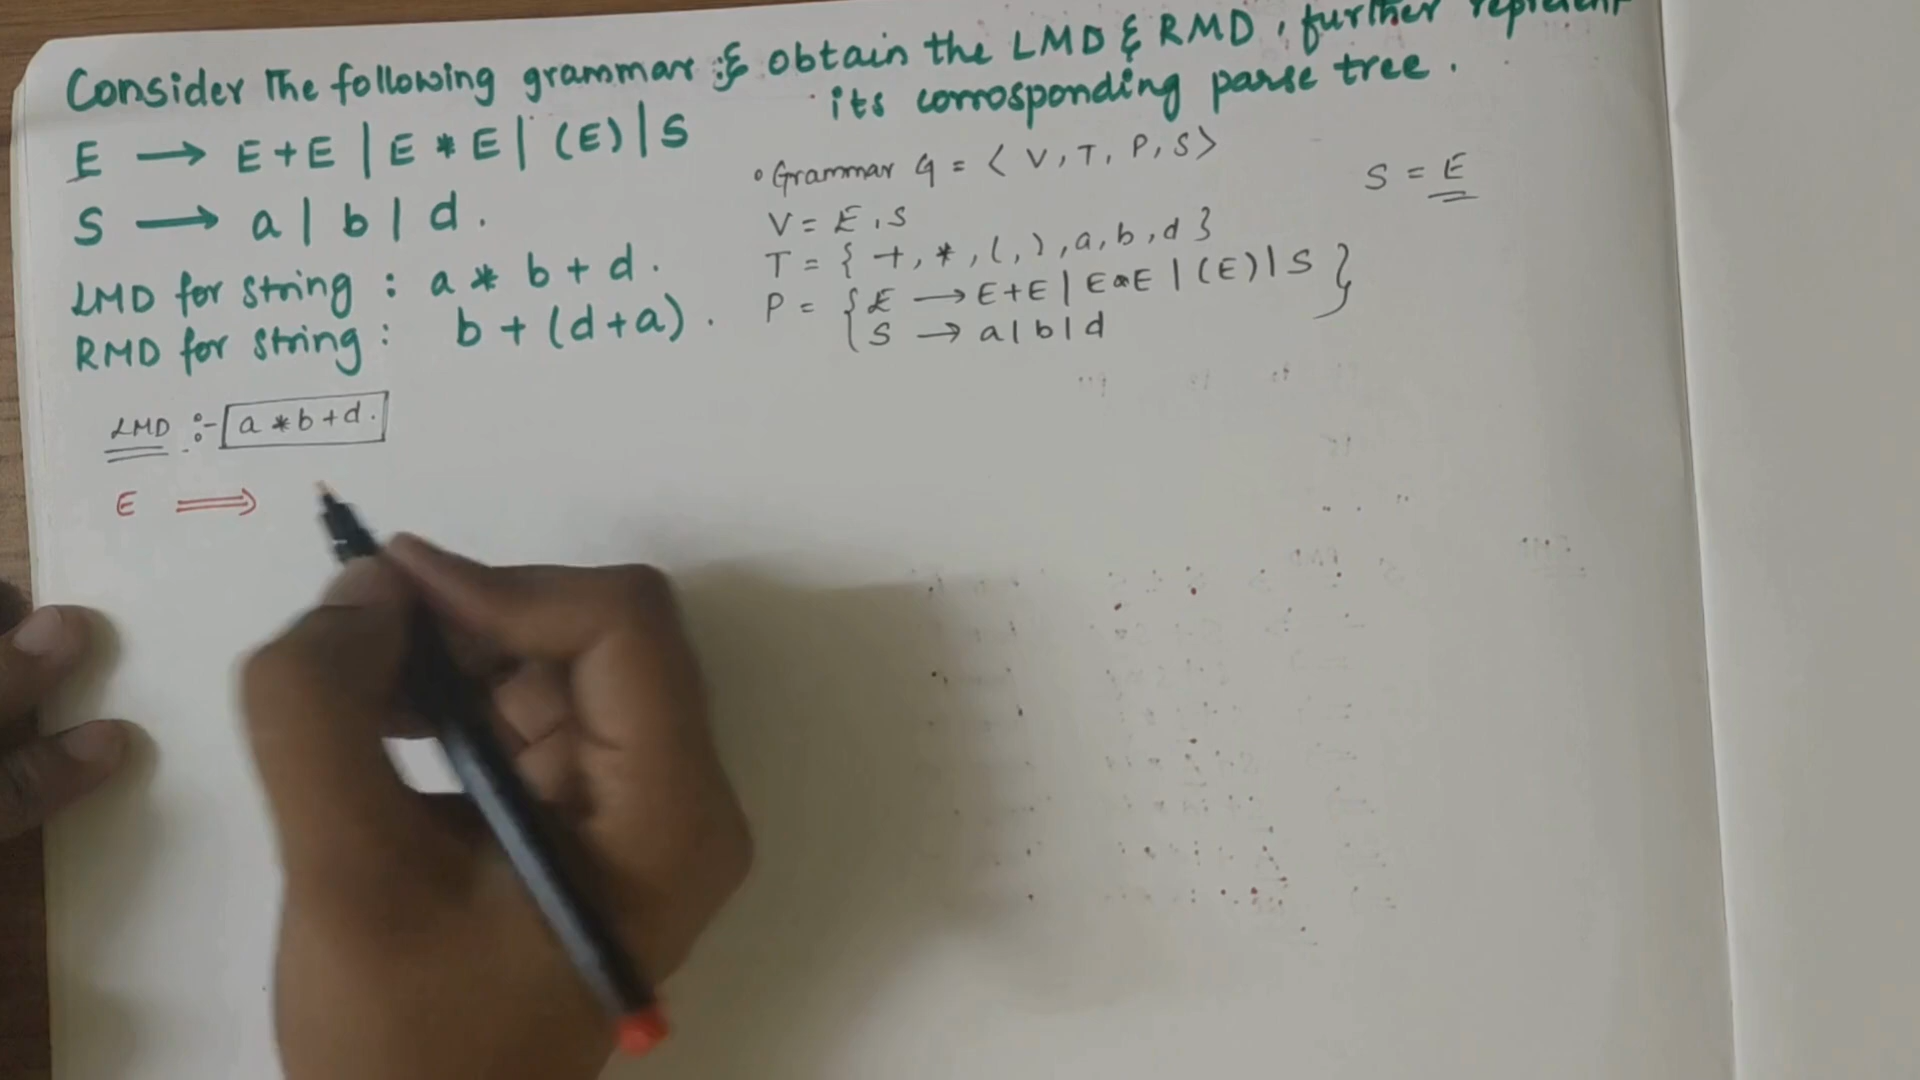 Consider The following grammar & obtain the LMD & RMD, further represent
its corrosponding parse tree.
E → E+E | E * E | (E) | S
S → a | b | d.
LMD for string : a * b + d.
RMD for string : b + (d+a).
• Grammar G = < V, T, P, S >
S = E
V = E, S
T = { +, *, (, ), a, b, d }
P = { E → E+E | E*E | (E) | S }
S → a | b | d
LMD :- a * b + d.
E ⟹